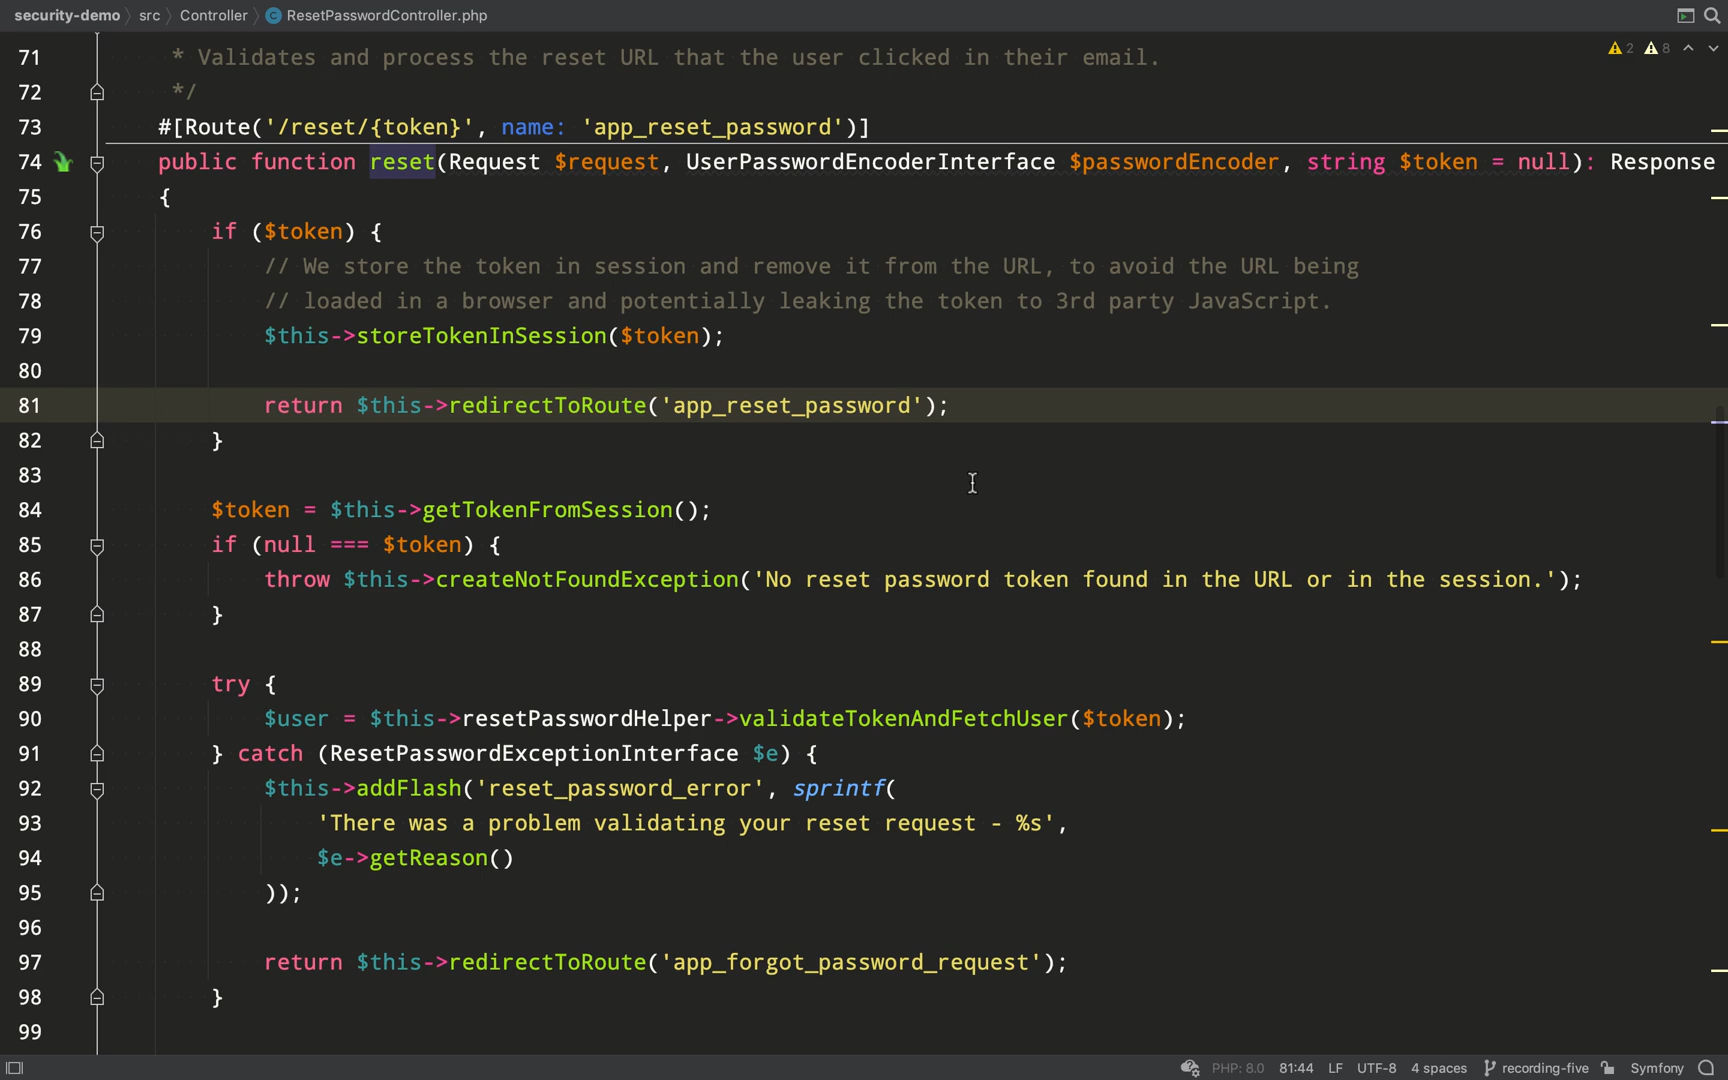 security-demo src Controller ResetPasswordController.php
2 8
71 * Validates and process the reset URL that the user clicked in their email.
72 */
73 #[Route('/reset/{token}', name: 'app_reset_password')]
74 public function reset(Request $request, UserPasswordEncoderInterface $passwordEncoder, string $token = null): Response
75 {
76 if ($token) {
77 // We store the token in session and remove it from the URL, to avoid the URL being
78 // loaded in a browser and potentially leaking the token to 3rd party JavaScript.
79 $this->storeTokenInSession($token);
80
81 return $this->redirectToRoute('app_reset_password');
82 }
83
84 $token = $this->getTokenFromSession();
85 if (null === $token) {
86 throw $this->createNotFoundException('No reset password token found in the URL or in the session.');
87 }
88
89 try {
90 $user = $this->resetPasswordHelper->validateTokenAndFetchUser($token);
91 } catch (ResetPasswordExceptionInterface $e) {
92 $this->addFlash('reset_password_error', sprintf(
93 'There was a problem validating your reset request - %s',
94 $e->getReason()
95 ));
96
97 return $this->redirectToRoute('app_forgot_password_request');
98 }
99
PHP: 8.0 81:44 LF UTF-8 4 spaces recording-five Symfony